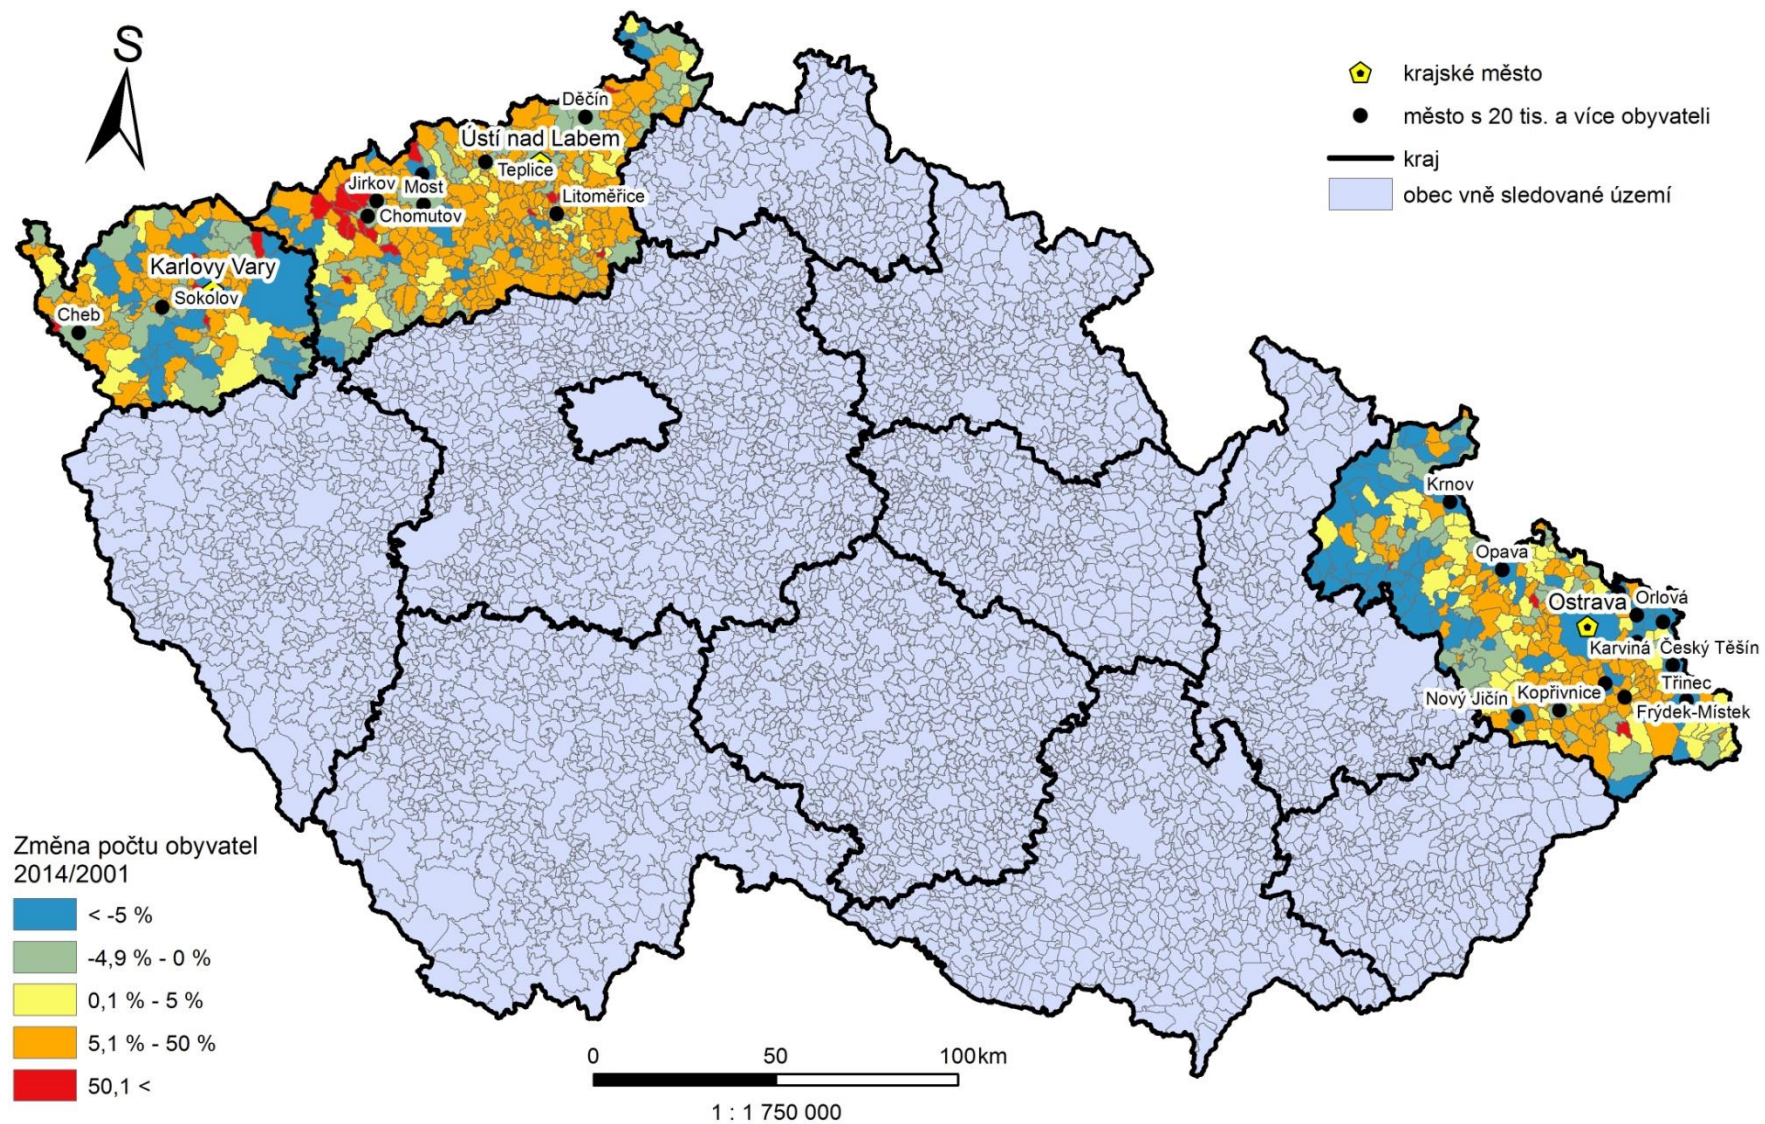 S
krajské město
město s 20 tis. a více obyvateli
kraj
obec vně sledované území
Děčín
Ústí nad Labem
Teplice
Jirkov
Most
Litoměřice
Chomutov
Karlovy Vary
Sokolov
Cheb
Krnov
Opava
Ostrava
Orlová
Karviná
Český Těšín
Třinec
Nový Jičín
Kopřivnice
Frýdek-Místek
Změna počtu obyvatel
2014/2001
< -5 %
-4,9 % - 0 %
0,1 % - 5 %
5,1 % - 50 %
50,1 <
0 50 100km
1 : 1 750 000